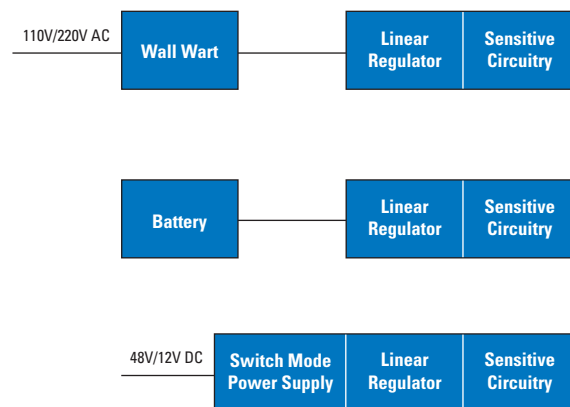 110V/220V AC
Wall Wart
Linear
Regulator
Sensitive
Circuitry
Battery
Linear
Regulator
Sensitive
Circuitry
48V/12V DC
Switch Mode
Power Supply
Linear
Regulator
Sensitive
Circuitry